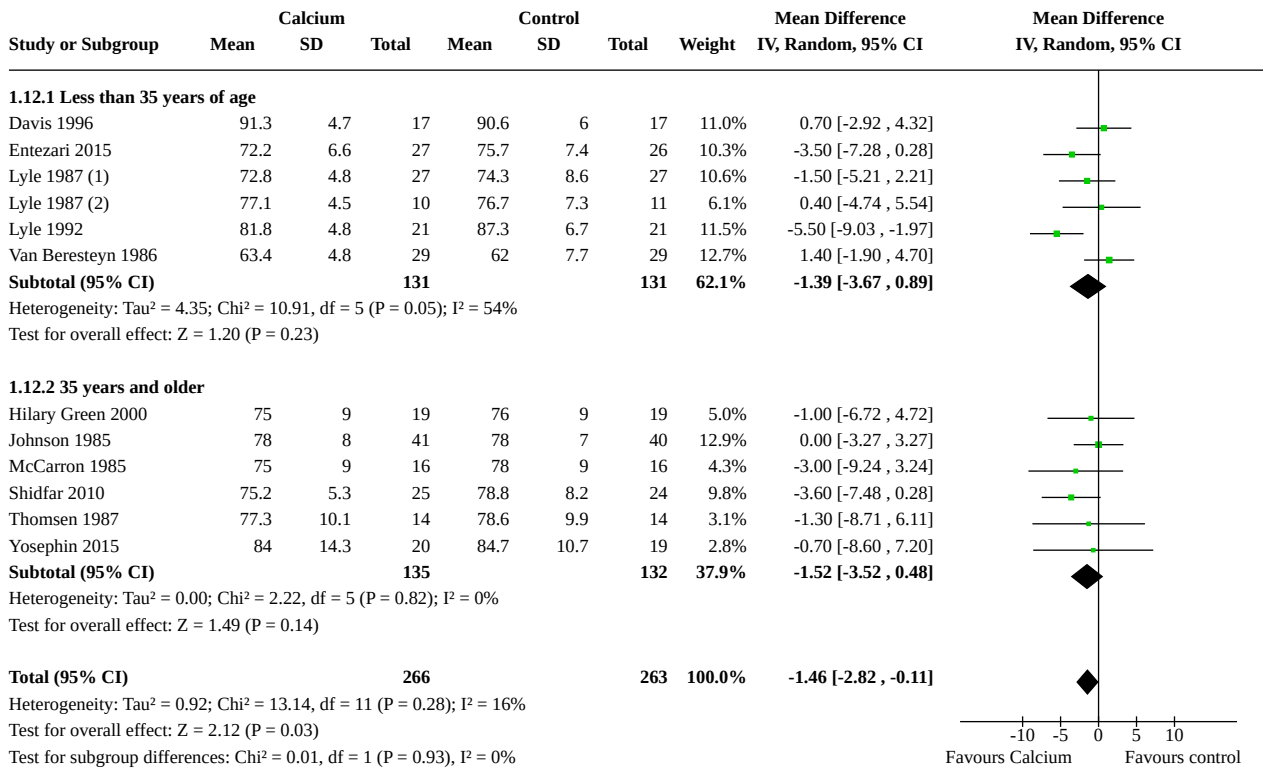 Calcium Control Mean Difference Mean Difference
Study or Subgroup Mean SD Total Mean SD Total Weight IV, Random, 95% CI IV, Random, 95% CI
1.12.1 Less than 35 years of age
Davis 1996 91.3 4.7 17 90.6 6 17 11.0% 0.70 [-2.92 , 4.32]
Entezari 2015 72.2 6.6 27 75.7 7.4 26 10.3% -3.50 [-7.28 , 0.28]
Lyle 1987 (1) 72.8 4.8 27 74.3 8.6 27 10.6% -1.50 [-5.21 , 2.21]
Lyle 1987 (2) 77.1 4.5 10 76.7 7.3 11 6.1% 0.40 [-4.74 , 5.54]
Lyle 1992 81.8 4.8 21 87.3 6.7 21 11.5% -5.50 [-9.03 , -1.97]
Van Beresteyn 1986 63.4 4.8 29 62 7.7 29 12.7% 1.40 [-1.90 , 4.70]
Subtotal (95% CI) 131 131 62.1% -1.39 [-3.67 , 0.89]
Heterogeneity: Tau² = 4.35; Chi² = 10.91, df = 5 (P = 0.05); I² = 54%
Test for overall effect: Z = 1.20 (P = 0.23)
1.12.2 35 years and older
Hilary Green 2000 75 9 19 76 9 19 5.0% -1.00 [-6.72 , 4.72]
Johnson 1985 78 8 41 78 7 40 12.9% 0.00 [-3.27 , 3.27]
McCarron 1985 75 9 16 78 9 16 4.3% -3.00 [-9.24 , 3.24]
Shidfar 2010 75.2 5.3 25 78.8 8.2 24 9.8% -3.60 [-7.48 , 0.28]
Thomsen 1987 77.3 10.1 14 78.6 9.9 14 3.1% -1.30 [-8.71 , 6.11]
Yosephin 2015 84 14.3 20 84.7 10.7 19 2.8% -0.70 [-8.60 , 7.20]
Subtotal (95% CI) 135 132 37.9% -1.52 [-3.52 , 0.48]
Heterogeneity: Tau² = 0.00; Chi² = 2.22, df = 5 (P = 0.82); I² = 0%
Test for overall effect: Z = 1.49 (P = 0.14)
Total (95% CI) 266 263 100.0% -1.46 [-2.82 , -0.11]
Heterogeneity: Tau² = 0.92; Chi² = 13.14, df = 11 (P = 0.28); I² = 16%
Test for overall effect: Z = 2.12 (P = 0.03)
-10 -5 0 5 10
Test for subgroup differences: Chi² = 0.01, df = 1 (P = 0.93), I² = 0%
Favours Calcium Favours control